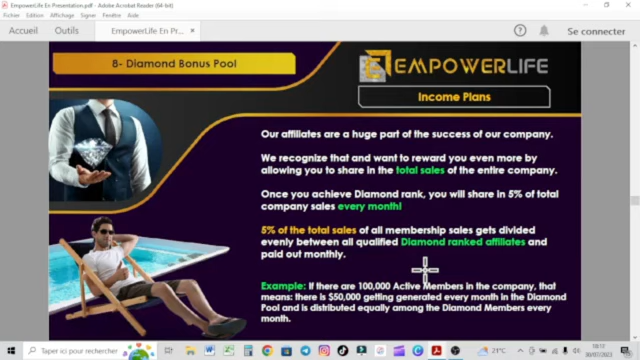 EmpowerLife En Presentation.pdf - Adobe Acrobat Reader (64-bit)
Fichier Edition Affichage Signer Fenêtre Aide
Accueil Outils EmpowerLife En Pr... × Se connecter
8- Diamond Bonus Pool
EMPOWERLIFE
Income Plans
Our affiliates are a huge part of the success of our company.
We recognize that and want to reward you even more by
allowing you to share in the total sales of the entire company.
Once you achieve Diamond rank, you will share in 5% of total
company sales every month!
5% of the total sales of all membership sales gets divided
evenly between all qualified Diamond ranked affiliates and
paid out monthly.
Example: If there are 100,000 Active Members in the company, that
means: there is $50,000 getting generated every month in the Diamond
Pool and is distributed equally among the Diamond Members every
month.
Taper ici pour rechercher
21°C
18:17
30/07/2023